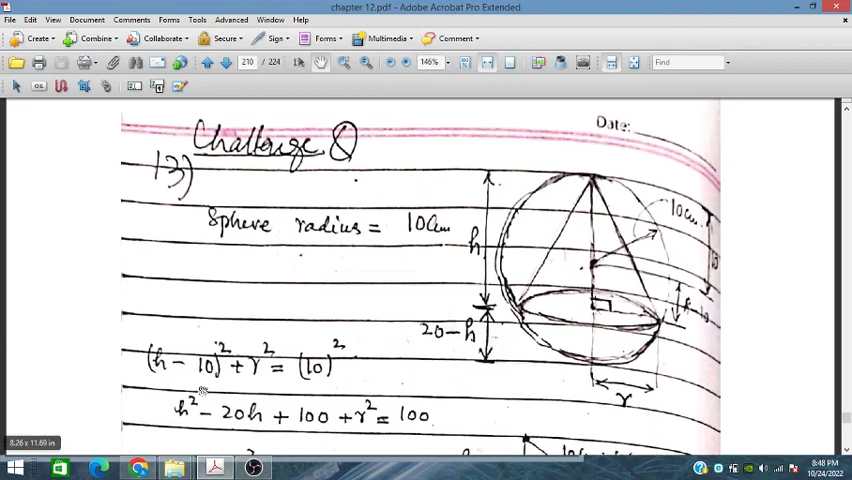 chapter 12.pdf - Adobe Acrobat Pro Extended
File Edit View Document Comments Forms Tools Advanced Window Help
Create Combine Collaborate Secure Sign Forms Multimedia Comment
210 / 224 146% Find
Date:
Challenge Q
13)
Sphere radius = 10cm
10cm
h
10
h-10
20-h
r
(h - 10)² + r² = (10)²
h² - 20h + 100 + r² = 100
8.26 x 11.69 in
8:48 PM
10/24/2022